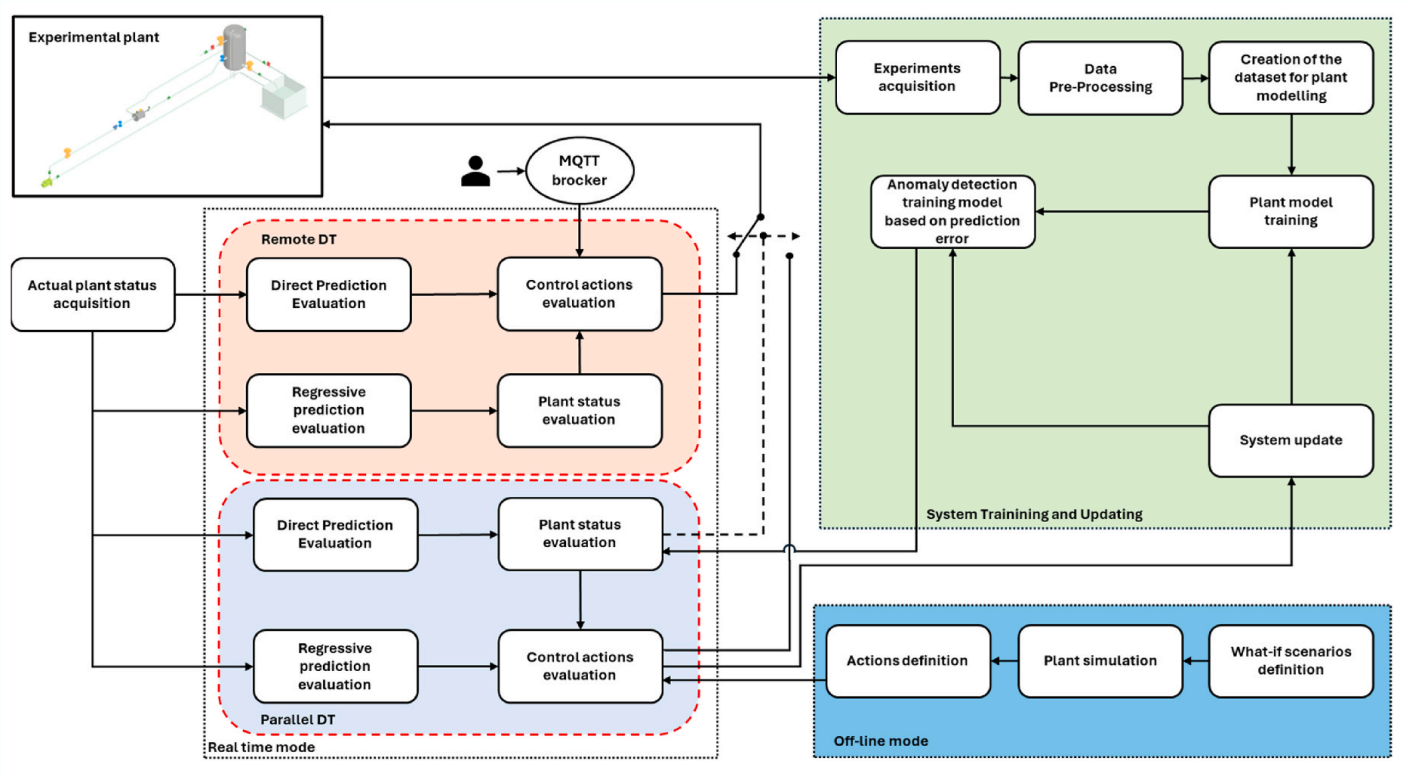 Experimental plant
MQTT
brocker
Experiments
acquisition
Data
Pre-Processing
Creation of the
dataset for plant
modelling
Anomaly detection
training model
based on prediction
error
Plant model
training
System update
System Trainining and Updating
Actual plant status
acquisition
Remote DT
Direct Prediction
Evaluation
Control actions
evaluation
Regressive
prediction
evaluation
Plant status
evaluation
Direct Prediction
Evaluation
Plant status
evaluation
Regressive
prediction
evaluation
Control actions
evaluation
Parallel DT
Real time mode
Actions definition
Plant simulation
What-if scenarios
definition
Off-line mode